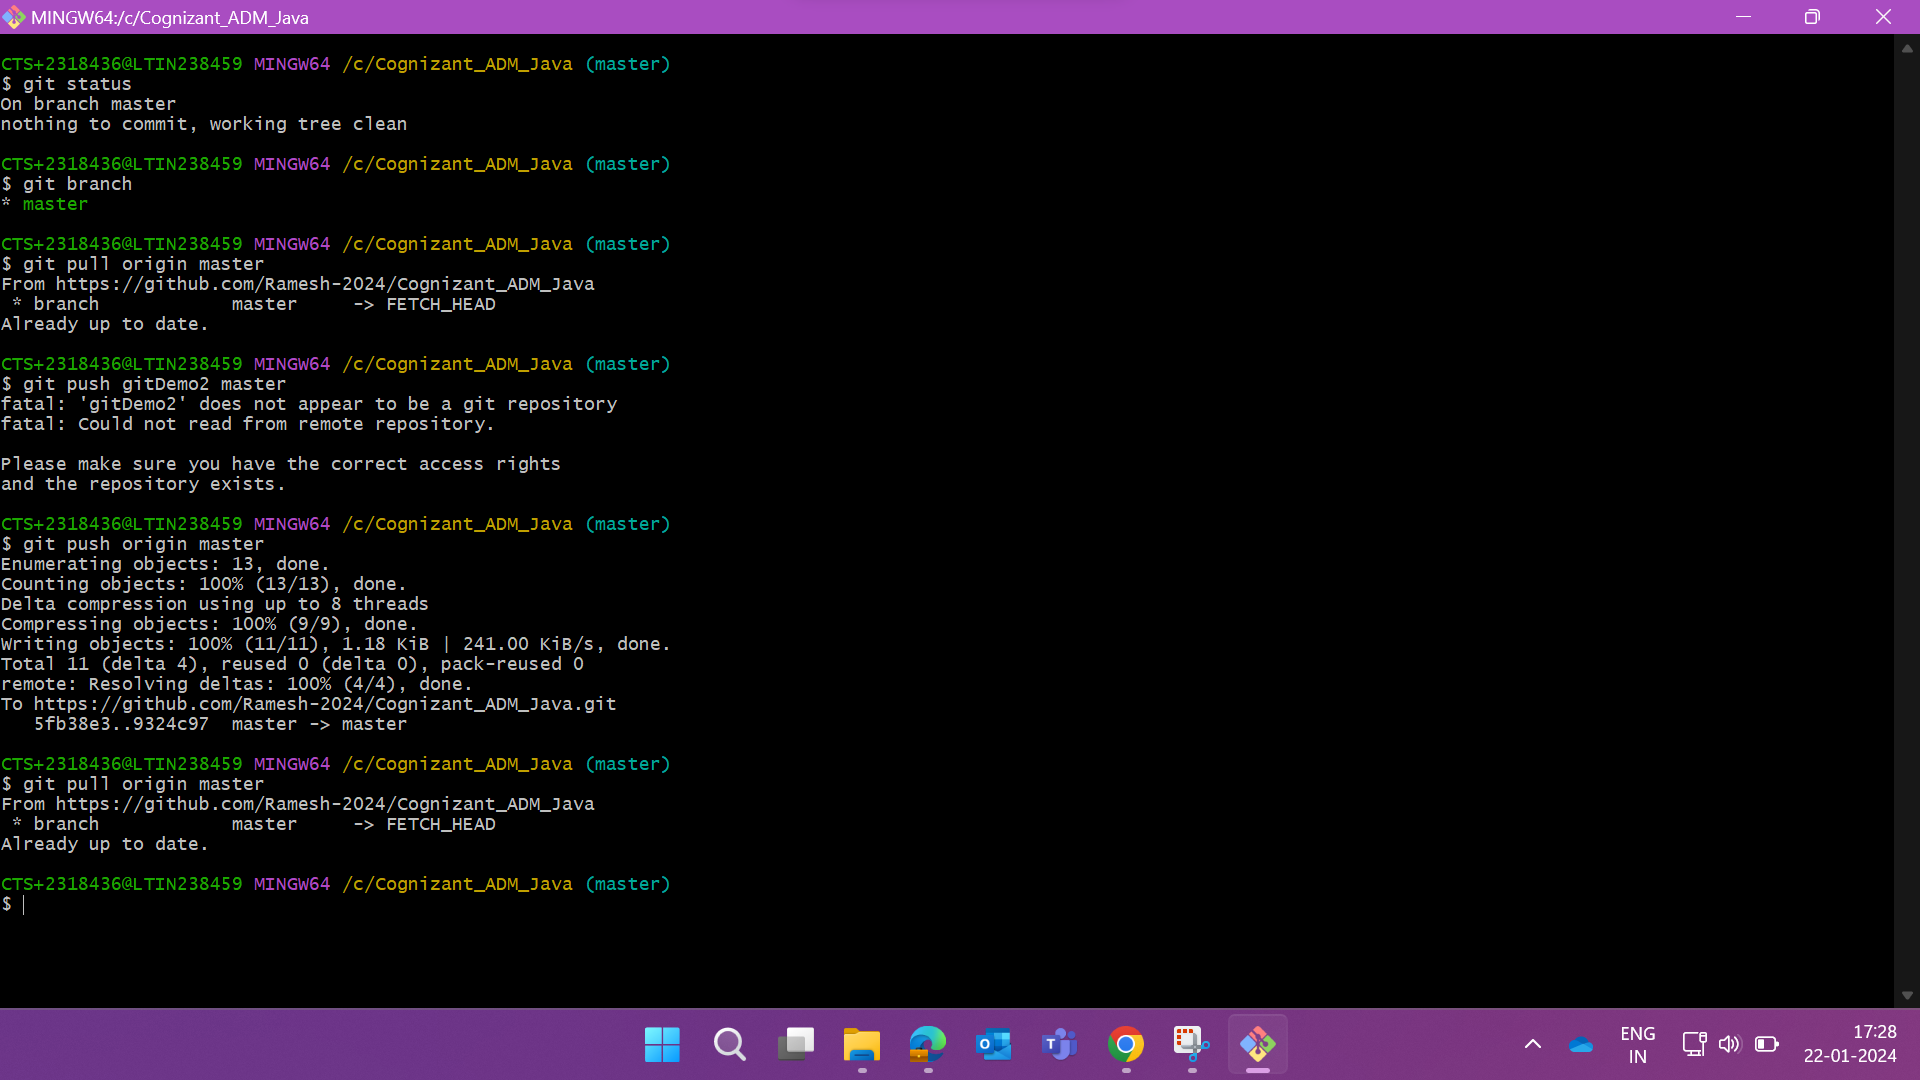 MINGW64:/c/Cognizant_ADM_Java
CTS+2318436@LTIN238459 MINGW64 /c/Cognizant_ADM_Java (master)
$ git status
On branch master
nothing to commit, working tree clean
CTS+2318436@LTIN238459 MINGW64 /c/Cognizant_ADM_Java (master)
$ git branch
* master
CTS+2318436@LTIN238459 MINGW64 /c/Cognizant_ADM_Java (master)
$ git pull origin master
From https://github.com/Ramesh-2024/Cognizant_ADM_Java
 * branch            master     -> FETCH_HEAD
Already up to date.
CTS+2318436@LTIN238459 MINGW64 /c/Cognizant_ADM_Java (master)
$ git push gitDemo2 master
fatal: 'gitDemo2' does not appear to be a git repository
fatal: Could not read from remote repository.
Please make sure you have the correct access rights
and the repository exists.
CTS+2318436@LTIN238459 MINGW64 /c/Cognizant_ADM_Java (master)
$ git push origin master
Enumerating objects: 13, done.
Counting objects: 100% (13/13), done.
Delta compression using up to 8 threads
Compressing objects: 100% (9/9), done.
Writing objects: 100% (11/11), 1.18 KiB | 241.00 KiB/s, done.
Total 11 (delta 4), reused 0 (delta 0), pack-reused 0
remote: Resolving deltas: 100% (4/4), done.
To https://github.com/Ramesh-2024/Cognizant_ADM_Java.git
   5fb38e3..9324c97  master -> master
CTS+2318436@LTIN238459 MINGW64 /c/Cognizant_ADM_Java (master)
$ git pull origin master
From https://github.com/Ramesh-2024/Cognizant_ADM_Java
 * branch            master     -> FETCH_HEAD
Already up to date.
CTS+2318436@LTIN238459 MINGW64 /c/Cognizant_ADM_Java (master)
$
ENG
IN
17:28
22-01-2024